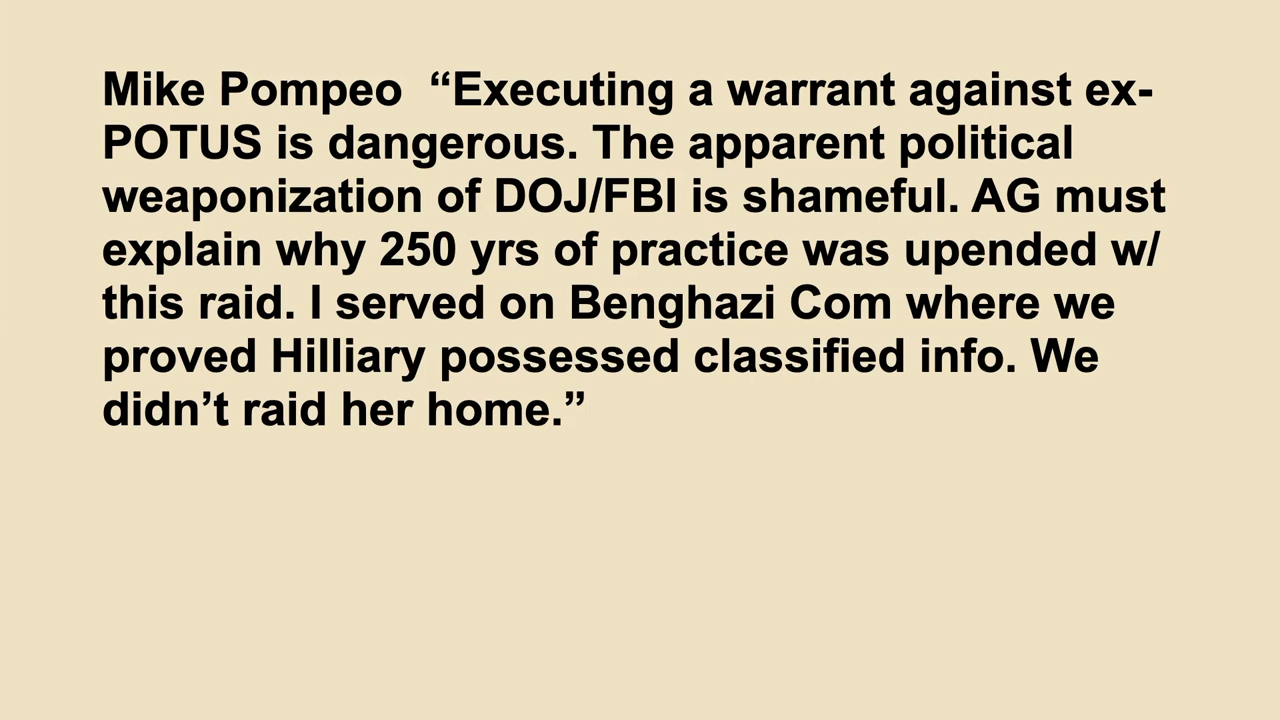 Mike Pompeo  “Executing a warrant against ex-
POTUS is dangerous. The apparent political
weaponization of DOJ/FBI is shameful. AG must
explain why 250 yrs of practice was upended w/
this raid. I served on Benghazi Com where we
proved Hilliary possessed classified info. We
didn’t raid her home.”